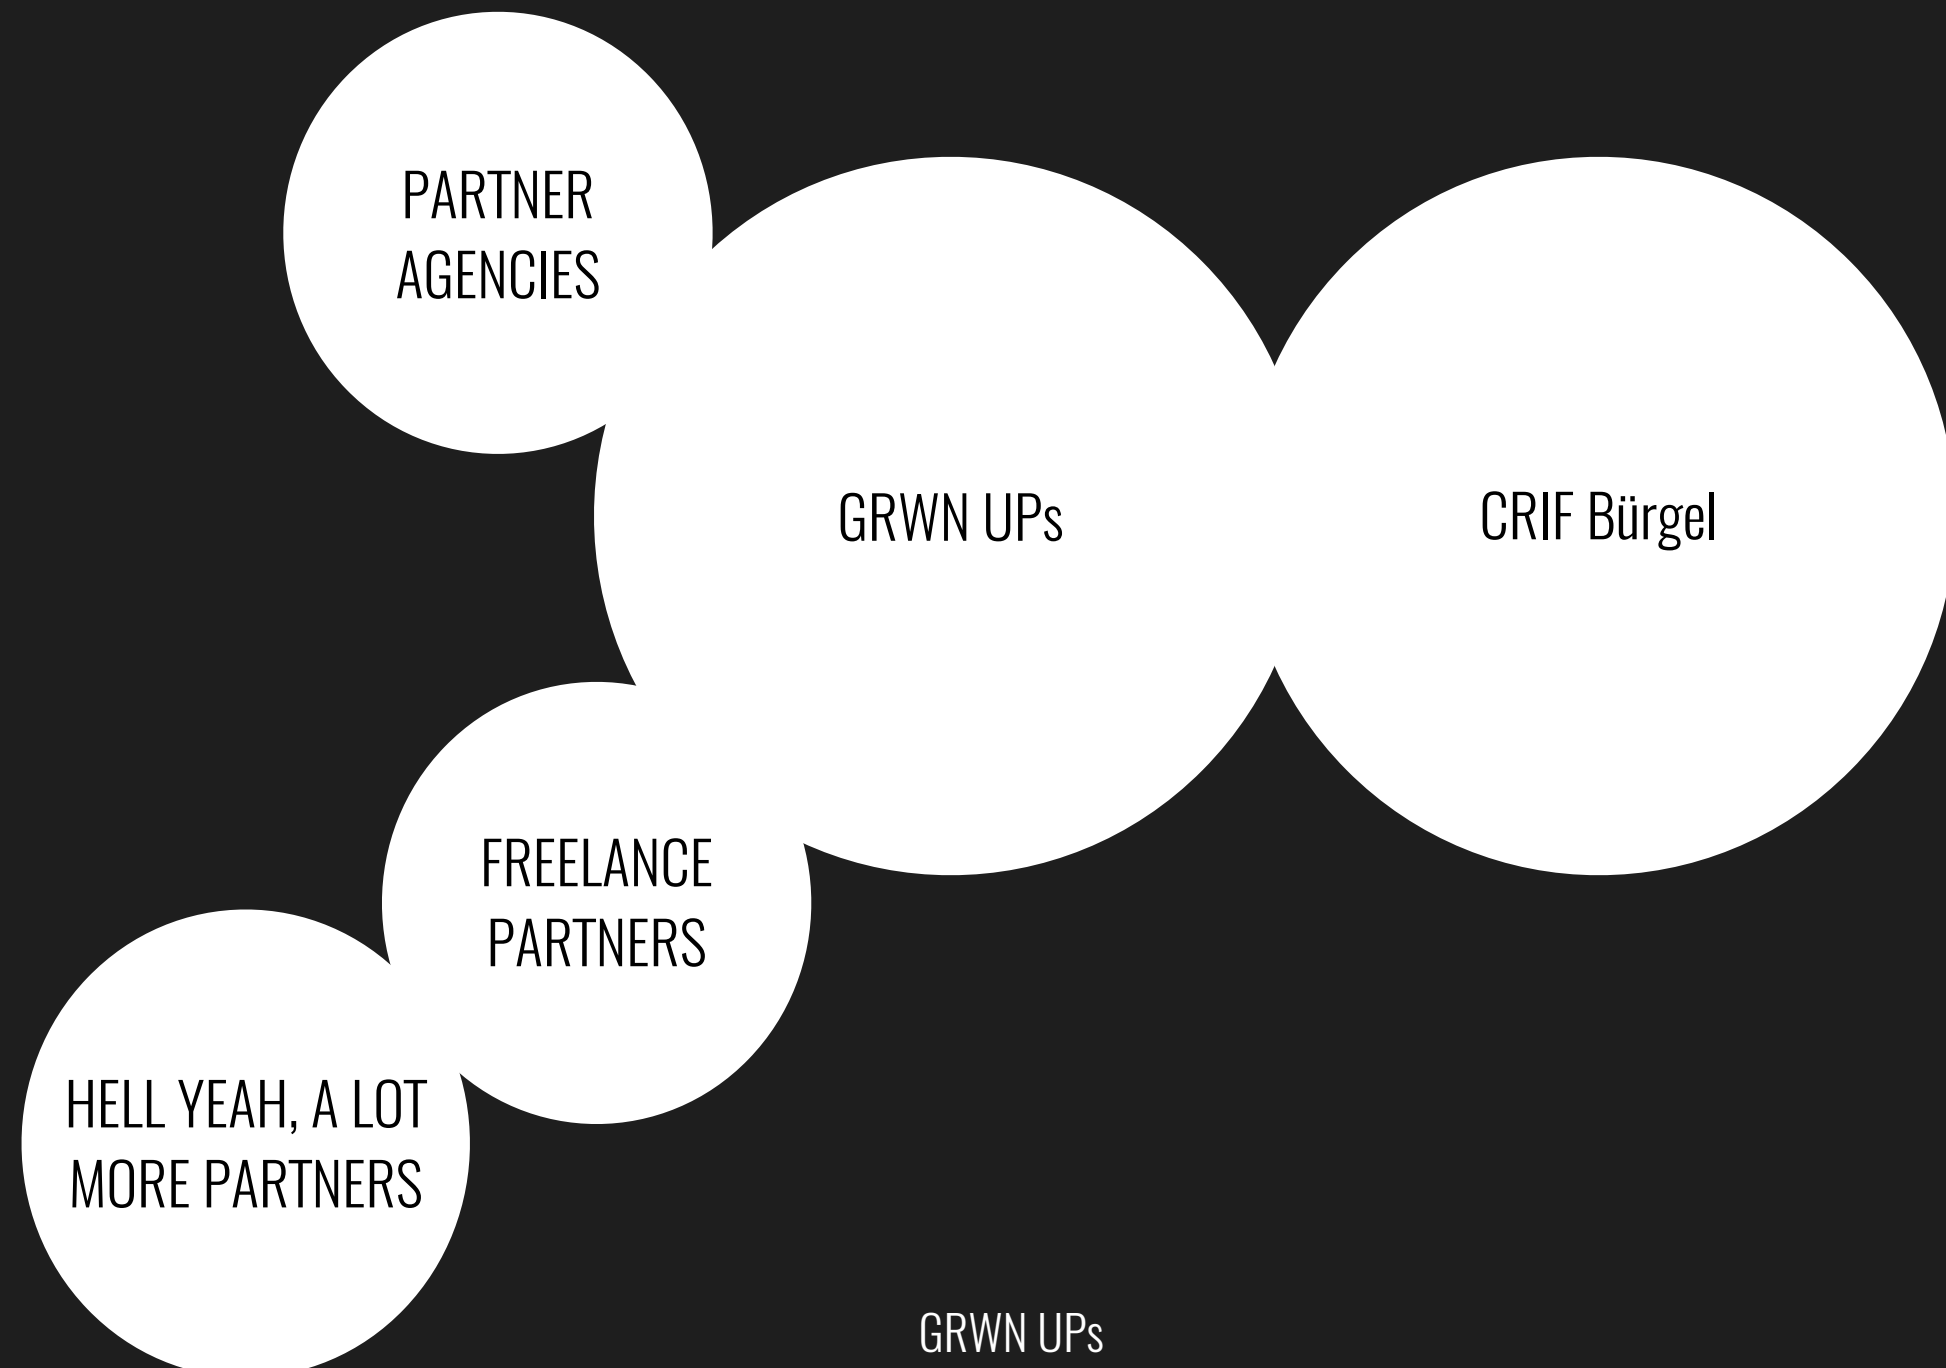 PARTNER
AGENCIES
GRWN UPs
CRIF Bürgel
FREELANCE
PARTNERS
HELL YEAH, A LOT
MORE PARTNERS
GRWN UPs